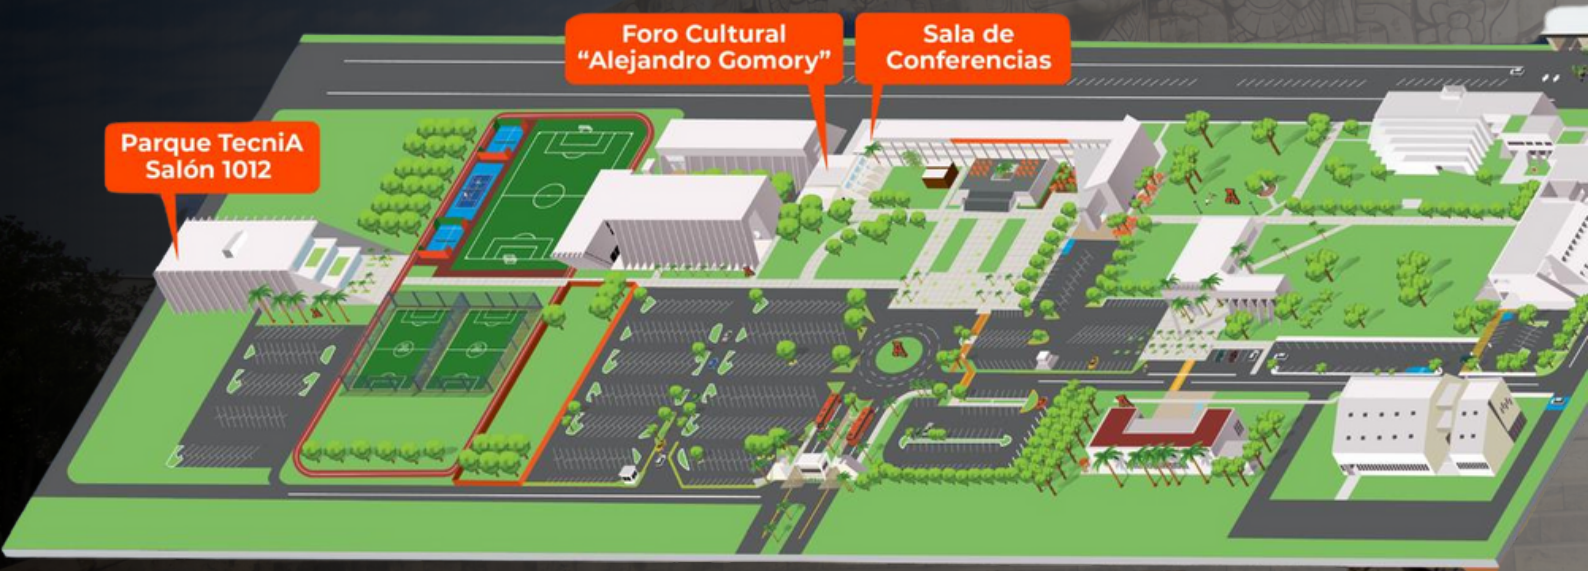 Foro Cultural
“Alejandro Gomory”
Sala de
Conferencias
Parque TecniA
Salón 1012
A
A